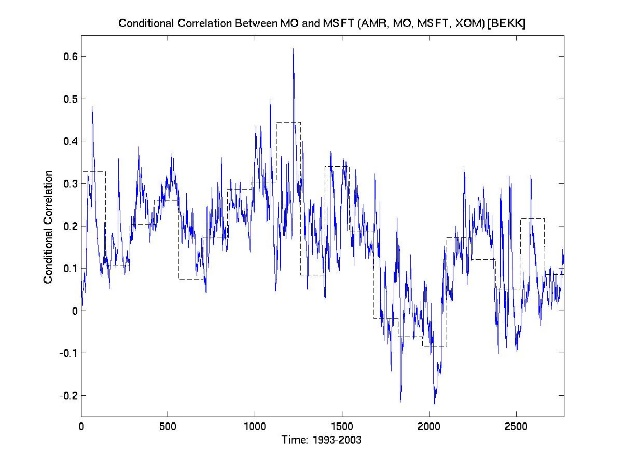 Conditional Correlation Between MO and MSFT (AMR, MO, MSFT, XOM) [BEKK]
0.6
0.5
0.4
0.3
0.2
0.1
0
-0.1
-0.2
Conditional Correlation
0 500 1000 1500 2000 2500
Time: 1993-2003